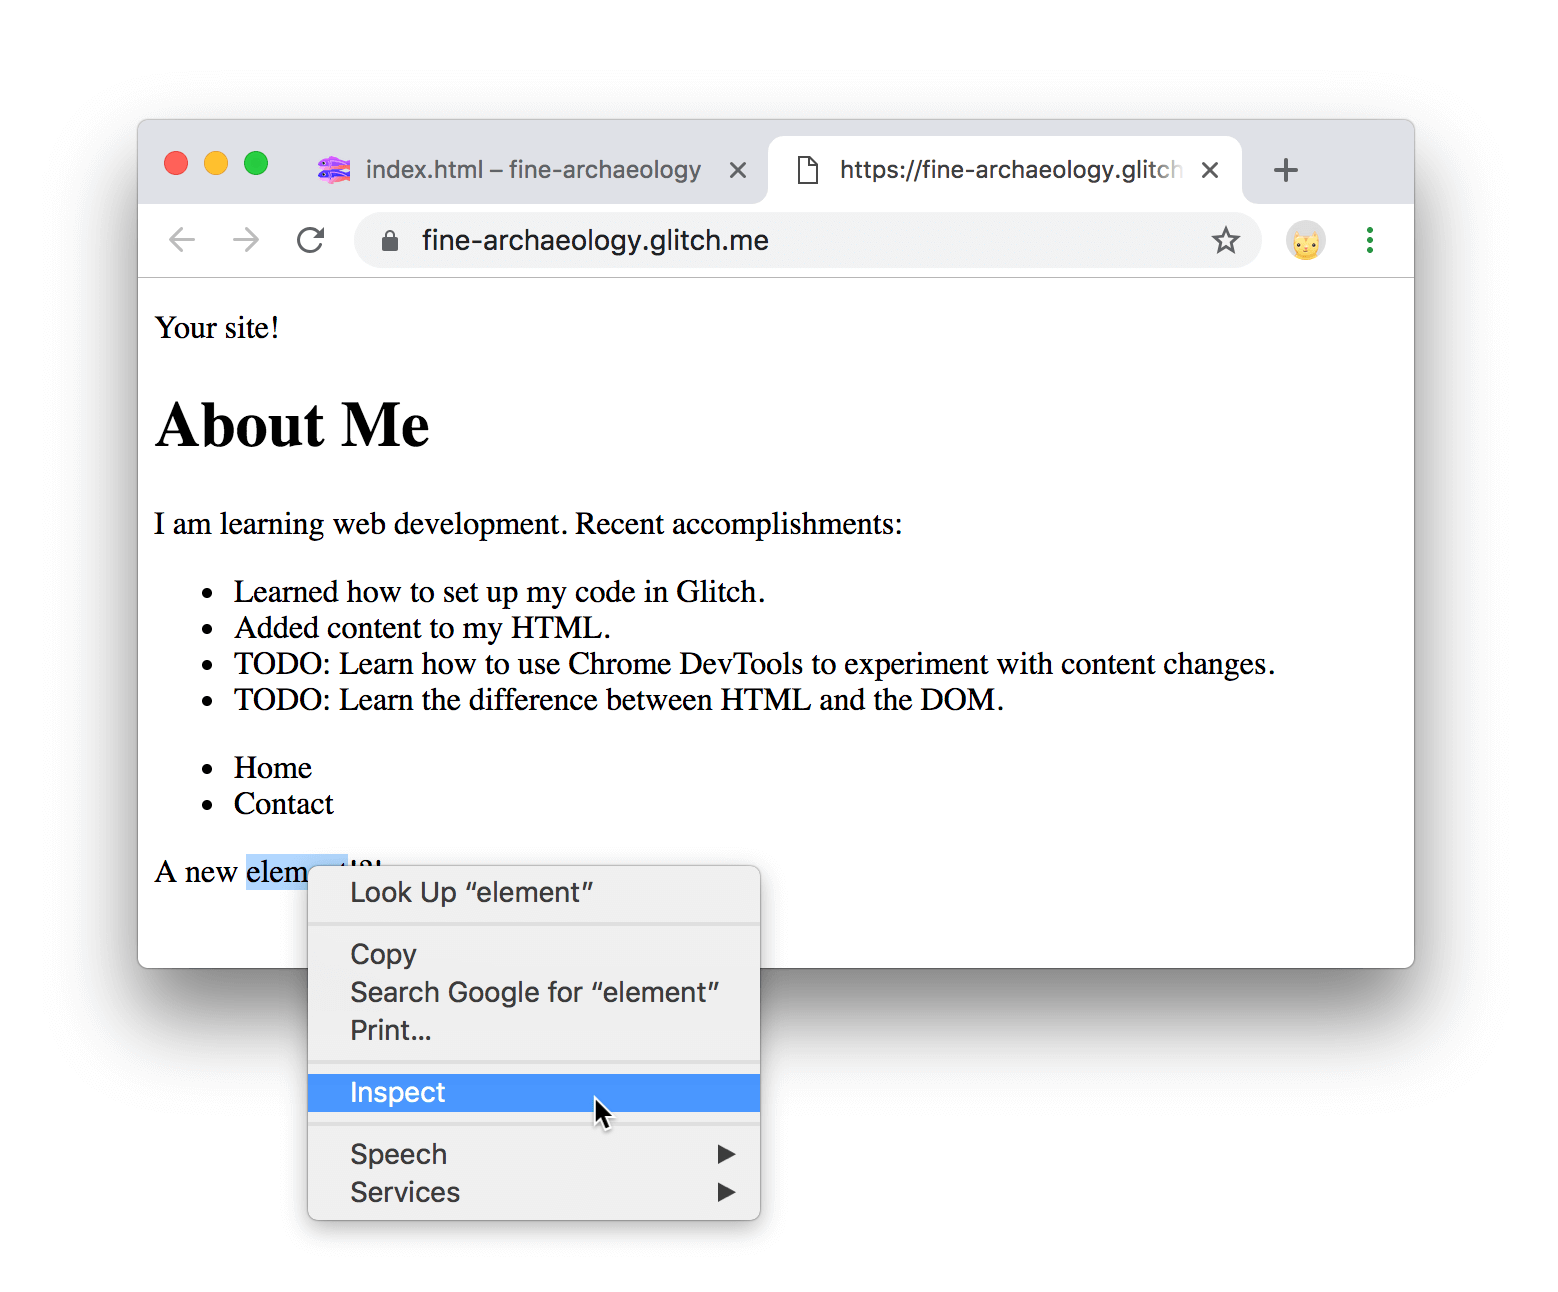 index.html – fine-archaeology
https://fine-archaeology.glitch
fine-archaeology.glitch.me
Your site!
About Me
I am learning web development. Recent accomplishments:
• Learned how to set up my code in Glitch.
• Added content to my HTML.
• TODO: Learn how to use Chrome DevTools to experiment with content changes.
• TODO: Learn the difference between HTML and the DOM.
• Home
• Contact
A new element!?!
Look Up “element”
Copy
Search Google for “element”
Print...
Inspect
Speech
Services